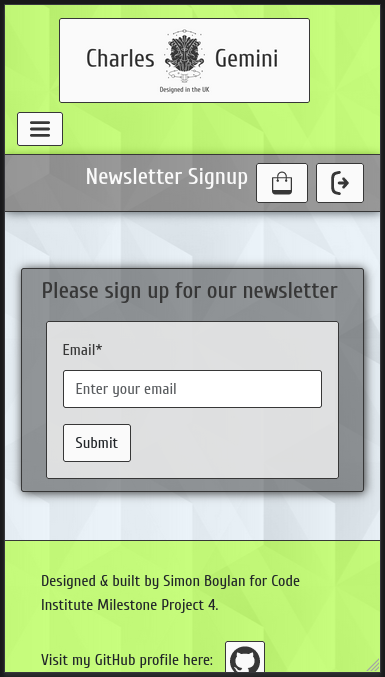 Charles Gemini
Designed in the UK
Newsletter Signup
Please sign up for our newsletter
Email*
Enter your email
Submit
Designed & built by Simon Boylan for Code
Institute Milestone Project 4.
Visit my GitHub profile here: